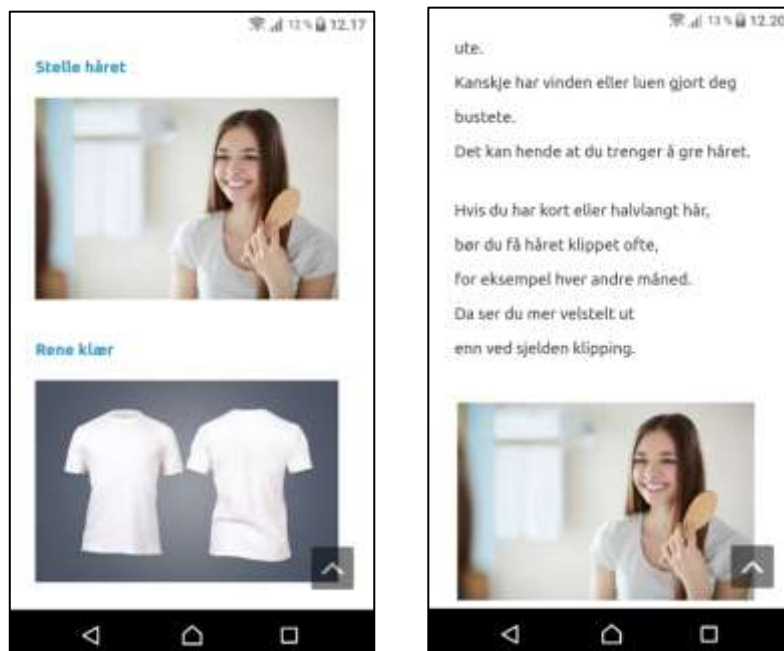 12 % 12.17
Stelle håret
Rene klær
13 % 12.20
ute.
Kanskje har vinden eller luen gjort deg
bustete.
Det kan hende at du trenger å gre håret.
Hvis du har kort eller halvlangt hår,
bør du få håret klippet ofte,
for eksempel hver andre måned.
Da ser du mer velstelt ut
enn ved sjelden klipping.